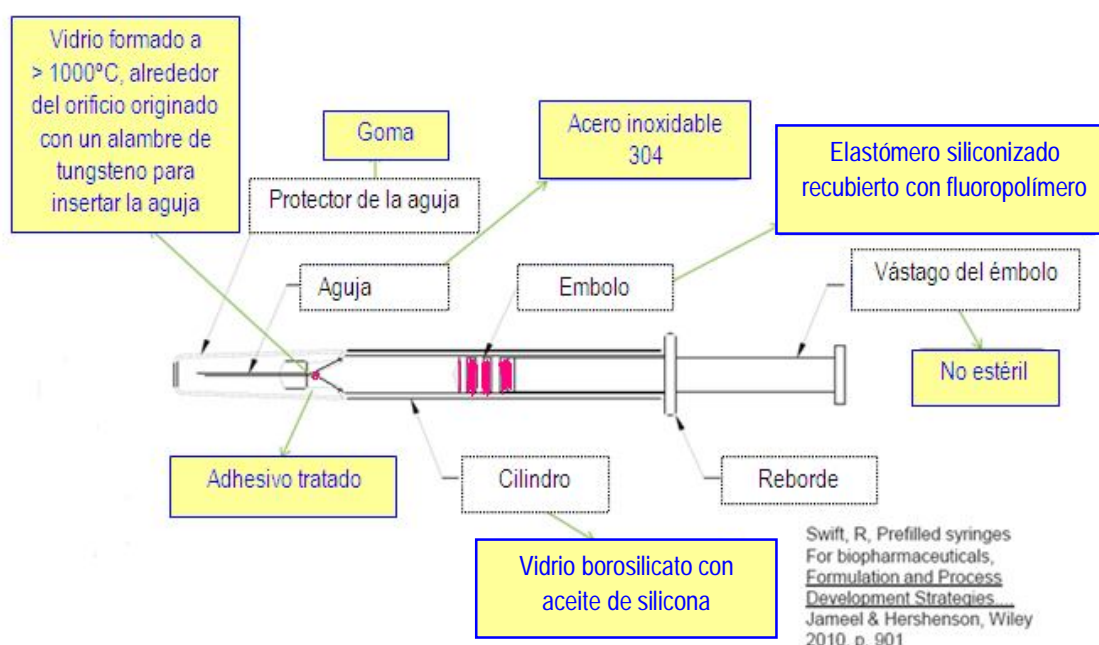 Vidrio formado a
> 1000ºC, alrededor
del orificio originado
con un alambre de
tungsteno para
insertar la aguja
Goma
Acero inoxidable
304
Elastómero siliconizado
recubierto con fluoropolímero
Protector de la aguja
Aguja
Embolo
Vástago del émbolo
No estéril
Adhesivo tratado
Cilindro
Reborde
Vidrio borosilicato con
aceite de silicona
Swift, R, Prefilled syringes
For biopharmaceuticals,
Formulation and Process
Development Strategies....
Jameel & Hershenson, Wiley
2010, p. 901